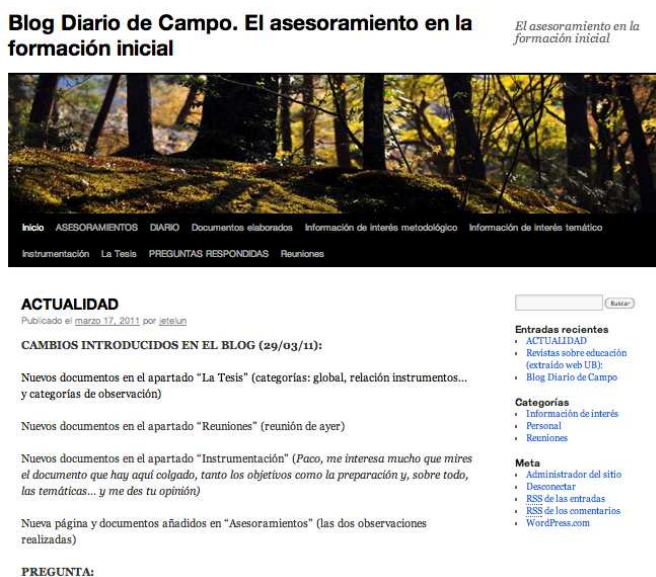 Blog Diario de Campo. El asesoramiento en la
formación inicial
El asesoramiento en la
formación inicial
Inicio ASESORAMIENTOS DIARIO Documentos elaborados Información de interés metodológico Información de interés temático
Instrumentación La Tesis PREGUNTAS RESPONDIDAS Reuniones
ACTUALIDAD
Publicado el marzo 17, 2011 por jetelun
CAMBIOS INTRODUCIDOS EN EL BLOG (29/03/11):
Nuevos documentos en el apartado “La Tesis” (categorías: global, relación instrumentos…
y categorías de observación)
Nuevos documentos en el apartado “Reuniones” (reunión de ayer)
Nuevos documentos en el apartado “Instrumentación” (Paco, me interesa mucho que mires
el documento que hay aquí colgado, tanto los objetivos como la preparación y, sobre todo,
las temáticas… y me des tu opinión)
Nueva página y documentos añadidos en “Asesoramientos” (las dos observaciones
realizadas)
PREGUNTA:
Buscar
Entradas recientes
ACTUALIDAD
Revistas sobre educación
(extraído web UB):
Blog Diario de Campo
Categorías
Información de interés
Personal
Reuniones
Meta
Administrador del sitio
Desconectar
RSS de las entradas
RSS de los comentarios
WordPress.com